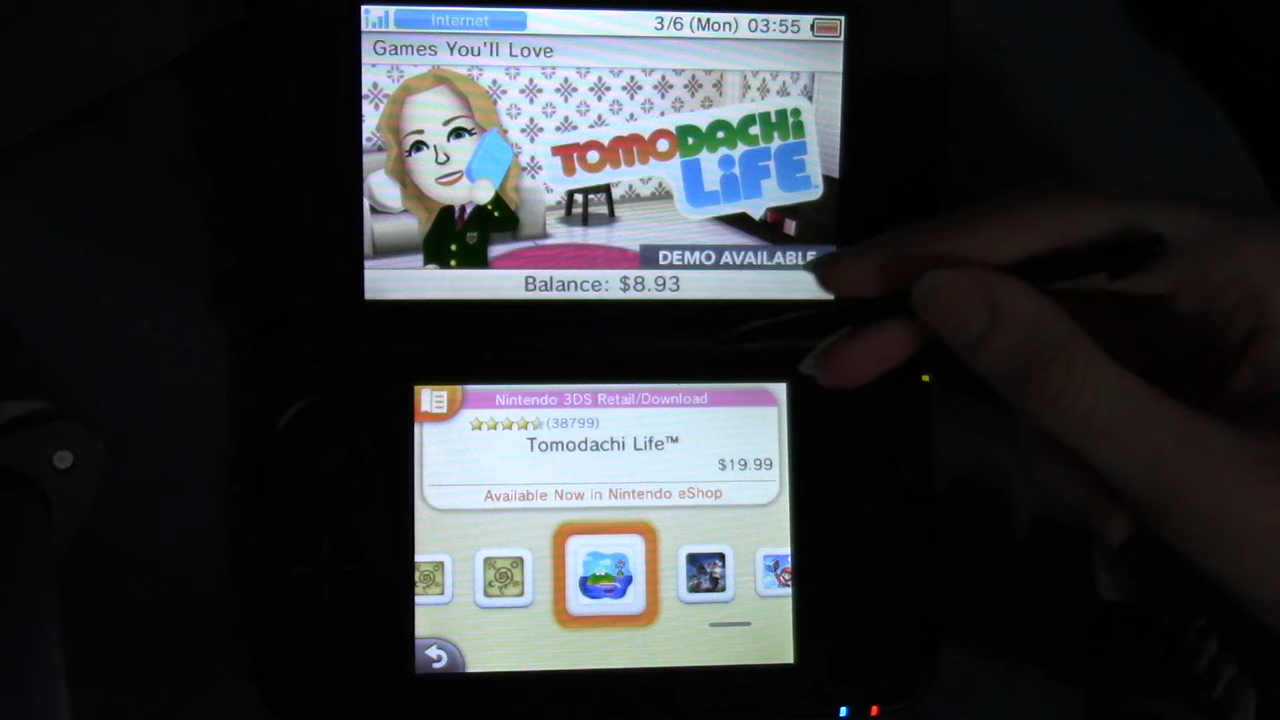 Internet
3/6 (Mon) 03:55
Games You'll Love
TOMODACHi
LiFE™
DEMO AVAILABLE
Balance: $8.93
Nintendo 3DS Retail/Download
(38799)
Tomodachi Life™
$19.99
Available Now in Nintendo eShop